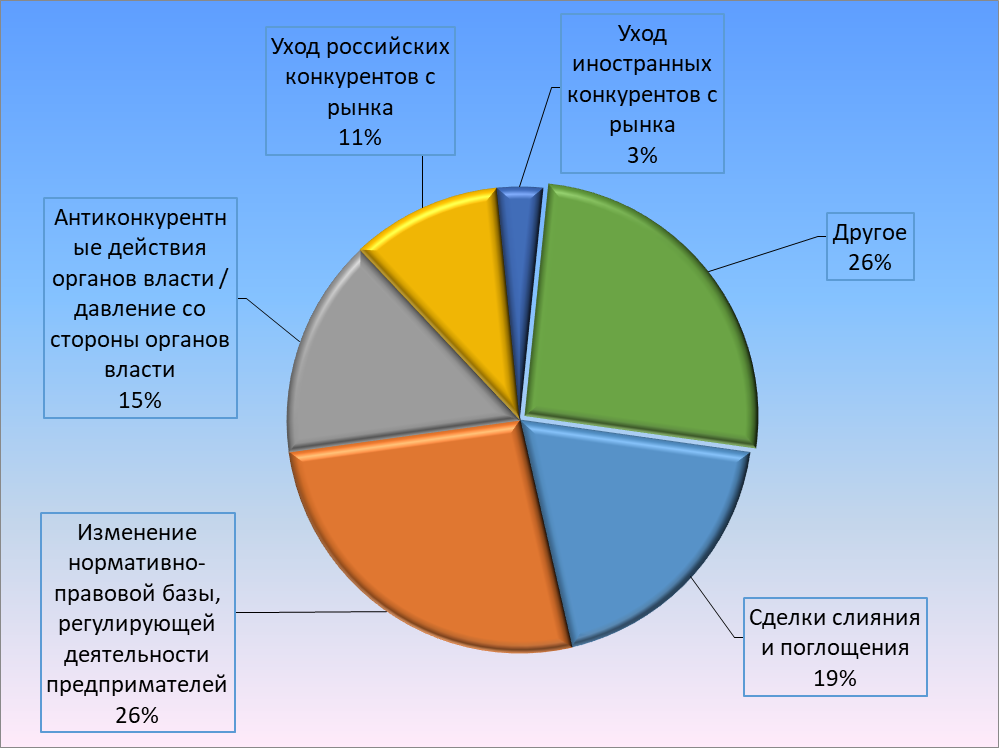 Уход российских
конкурентов с
рынка
11%
Уход
иностранных
конкурентов с
рынка
3%
Антиконкурентн
ые действия
органов власти /
давление со
стороны органов
власти
15%
Другое
26%
Изменение
нормативно-
правовой базы,
регулирующей
деятельности
предпримателей
26%
Сделки слияния
и поглощения
19%